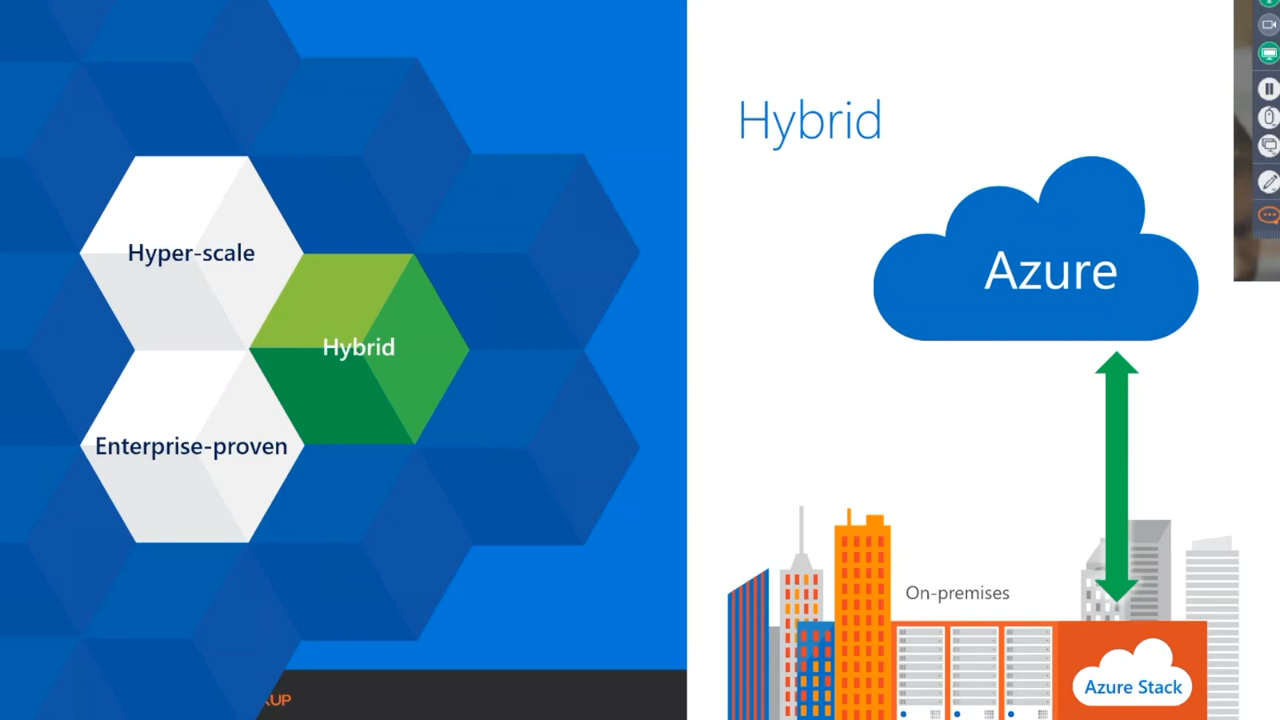 Hyper-scale
Hybrid
Enterprise-proven
Hybrid
Azure
On-premises
Azure Stack